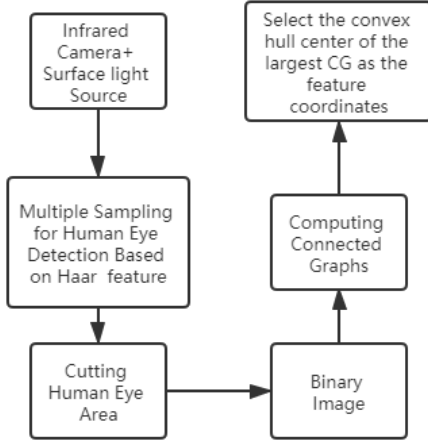 Infrared
Camera+
Surface light
Source
Multiple Sampling
for Human Eye
Detection Based
on Haar feature
Cutting
Human Eye
Area
Binary
Image
Computing
Connected
Graphs
Select the convex
hull center of the
largest CG as the
feature
coordinates